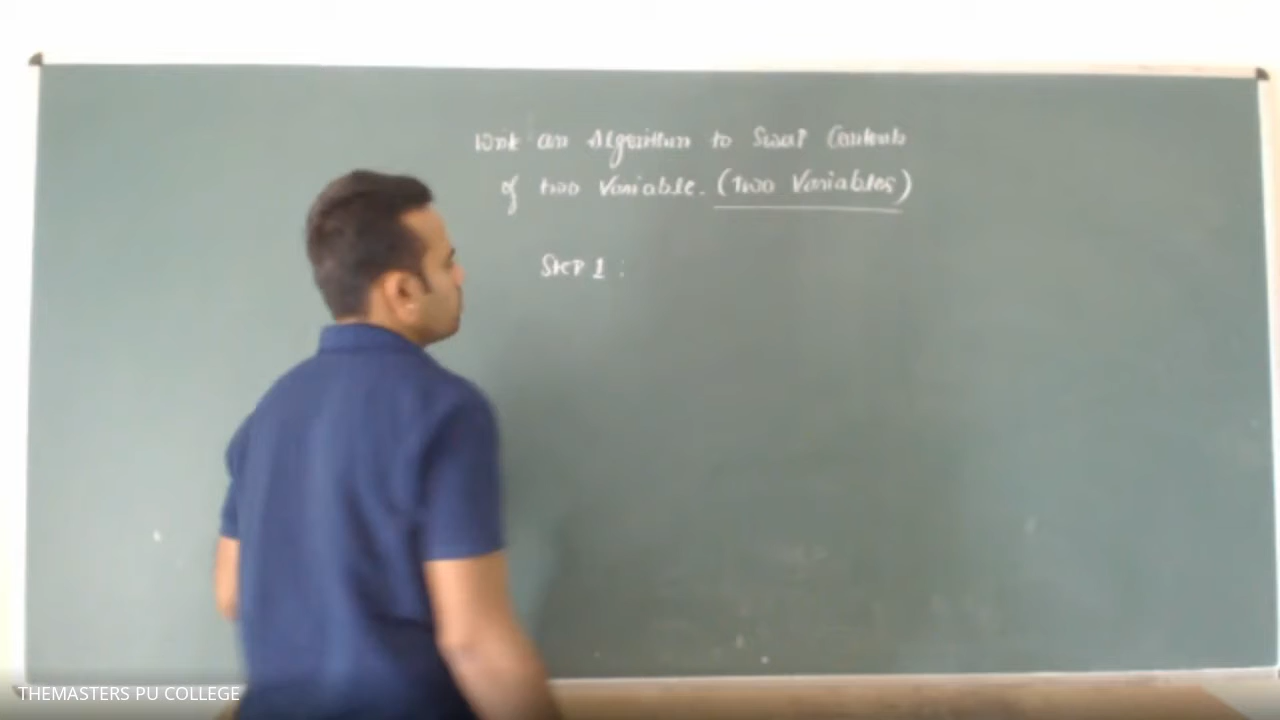 Write an Algorithm to Swap Contents
of two Variable. (Two Variables)
Step 1 :
THEMASTERS PU COLLEGE